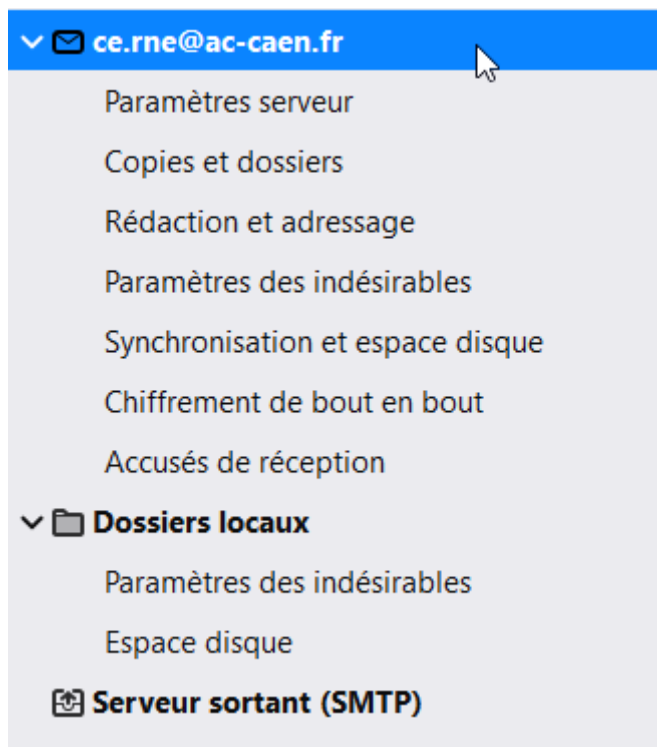 ce.rne@ac-caen.fr
Paramètres serveur
Copies et dossiers
Rédaction et adressage
Paramètres des indésirables
Synchronisation et espace disque
Chiffrement de bout en bout
Accusés de réception
Dossiers locaux
Paramètres des indésirables
Espace disque
Serveur sortant (SMTP)